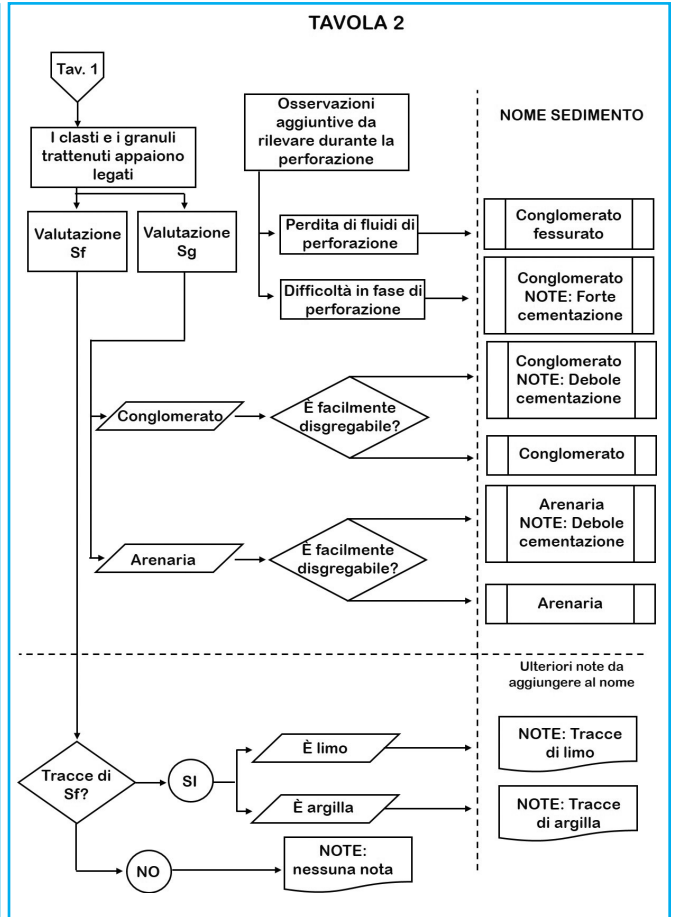 TAVOLA 2
Tav. 1
I clasti e i granuli
trattenuti appaiono
legati
Valutazione
Sf
Valutazione
Sg
Osservazioni
aggiuntive da
rilevare durante la
perforazione
NOME SEDIMENTO
Perdita di fluidi di
perforazione
Conglomerato
fessurato
Difficoltà in fase di
perforazione
Conglomerato
NOTE: Forte
cementazione
Conglomerato
È facilmente
disgregabile?
Conglomerato
NOTE: Debole
cementazione
Conglomerato
Arenaria
È facilmente
disgregabile?
Arenaria
NOTE: Debole
cementazione
Arenaria
Ulteriori note da
aggiungere al nome
Tracce di
Sf?
SI
È limo
NOTE: Tracce
di limo
È argilla
NOTE: Tracce
di argilla
NO
NOTE:
nessuna nota